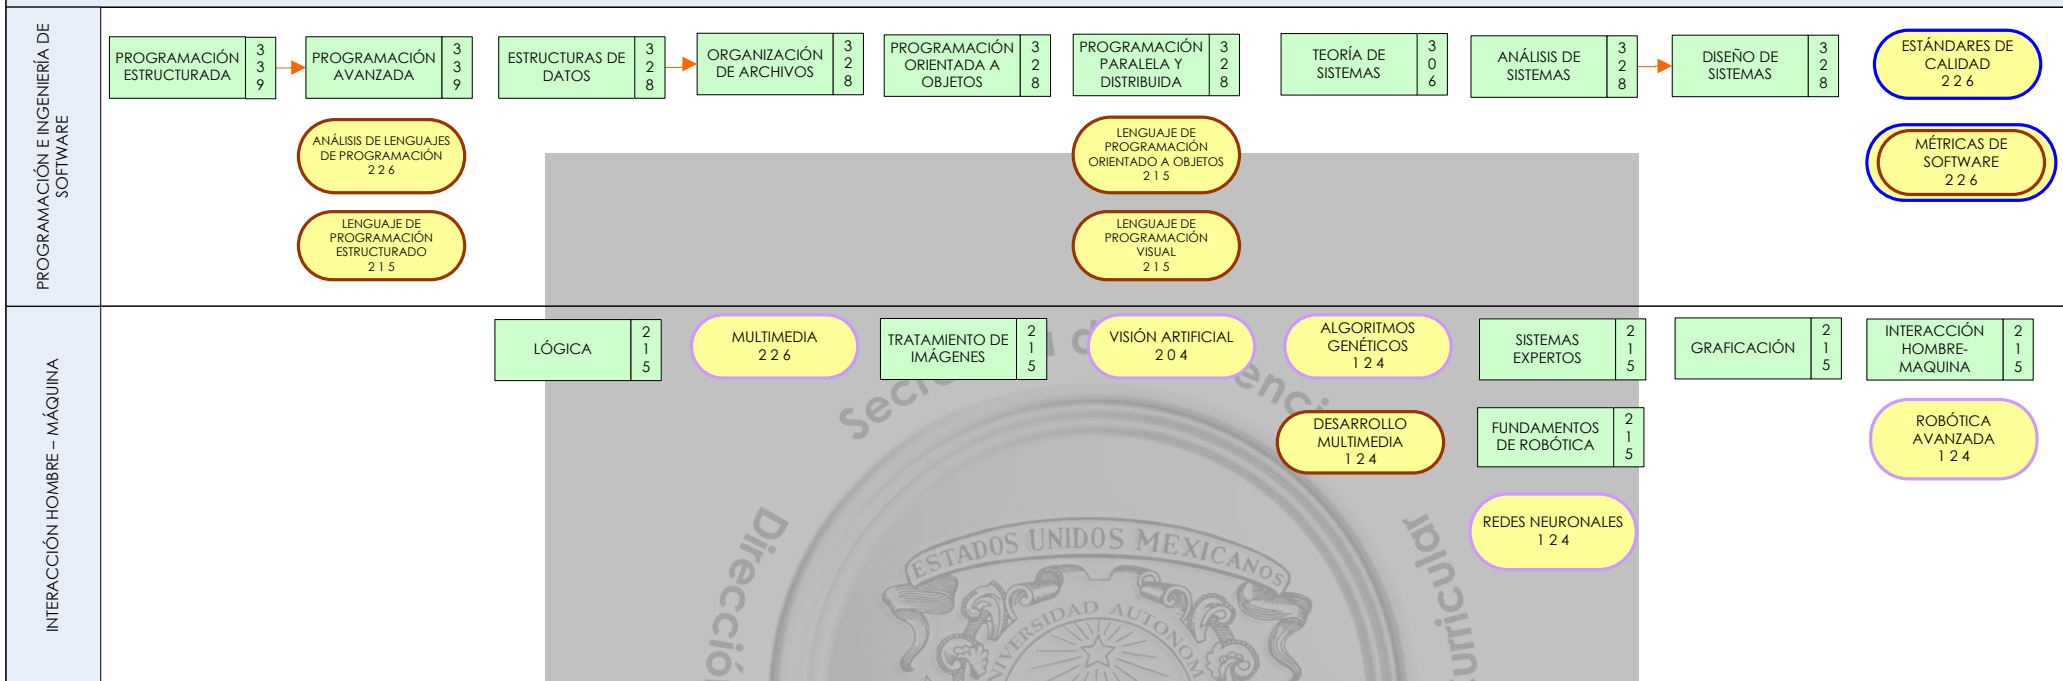 PROGRAMACIÓN E INGENIERÍA DE
SOFTWARE
PROGRAMACIÓN
ESTRUCTURADA
3
3
9
PROGRAMACIÓN
AVANZADA
3
3
9
ESTRUCTURAS DE
DATOS
3
2
8
ORGANIZACIÓN
DE ARCHIVOS
3
2
8
PROGRAMACIÓN
ORIENTADA A
OBJETOS
3
2
8
PROGRAMACIÓN
PARALELA Y
DISTRIBUIDA
3
2
8
TEORÍA DE
SISTEMAS
3
0
6
ANÁLISIS DE
SISTEMAS
3
2
8
DISEÑO DE
SISTEMAS
3
2
8
ESTÁNDARES DE
CALIDAD
2 2 6
ANÁLISIS DE LENGUAJES
DE PROGRAMACIÓN
2 2 6
LENGUAJE DE
PROGRAMACIÓN
ORIENTADO A OBJETOS
2 1 5
MÉTRICAS DE
SOFTWARE
2 2 6
LENGUAJE DE
PROGRAMACIÓN
ESTRUCTURADO
2 1 5
LENGUAJE DE
PROGRAMACIÓN
VISUAL
2 1 5
INTERACCIÓN HOMBRE – MÁQUINA
LÓGICA
2
1
5
MULTIMEDIA
2 2 6
TRATAMIENTO DE
IMÁGENES
2
1
5
VISIÓN ARTIFICIAL
2 0 4
ALGORITMOS
GENÉTICOS
1 2 4
SISTEMAS
EXPERTOS
2
1
5
GRAFICACIÓN
2
1
5
INTERACCIÓN
HOMBRE-
MAQUINA
2
1
5
DESARROLLO
MULTIMEDIA
1 2 4
FUNDAMENTOS
DE ROBÓTICA
2
1
5
ROBÓTICA
AVANZADA
1 2 4
REDES NEURONALES
1 2 4
ESTADOS UNIDOS MEXICANOS